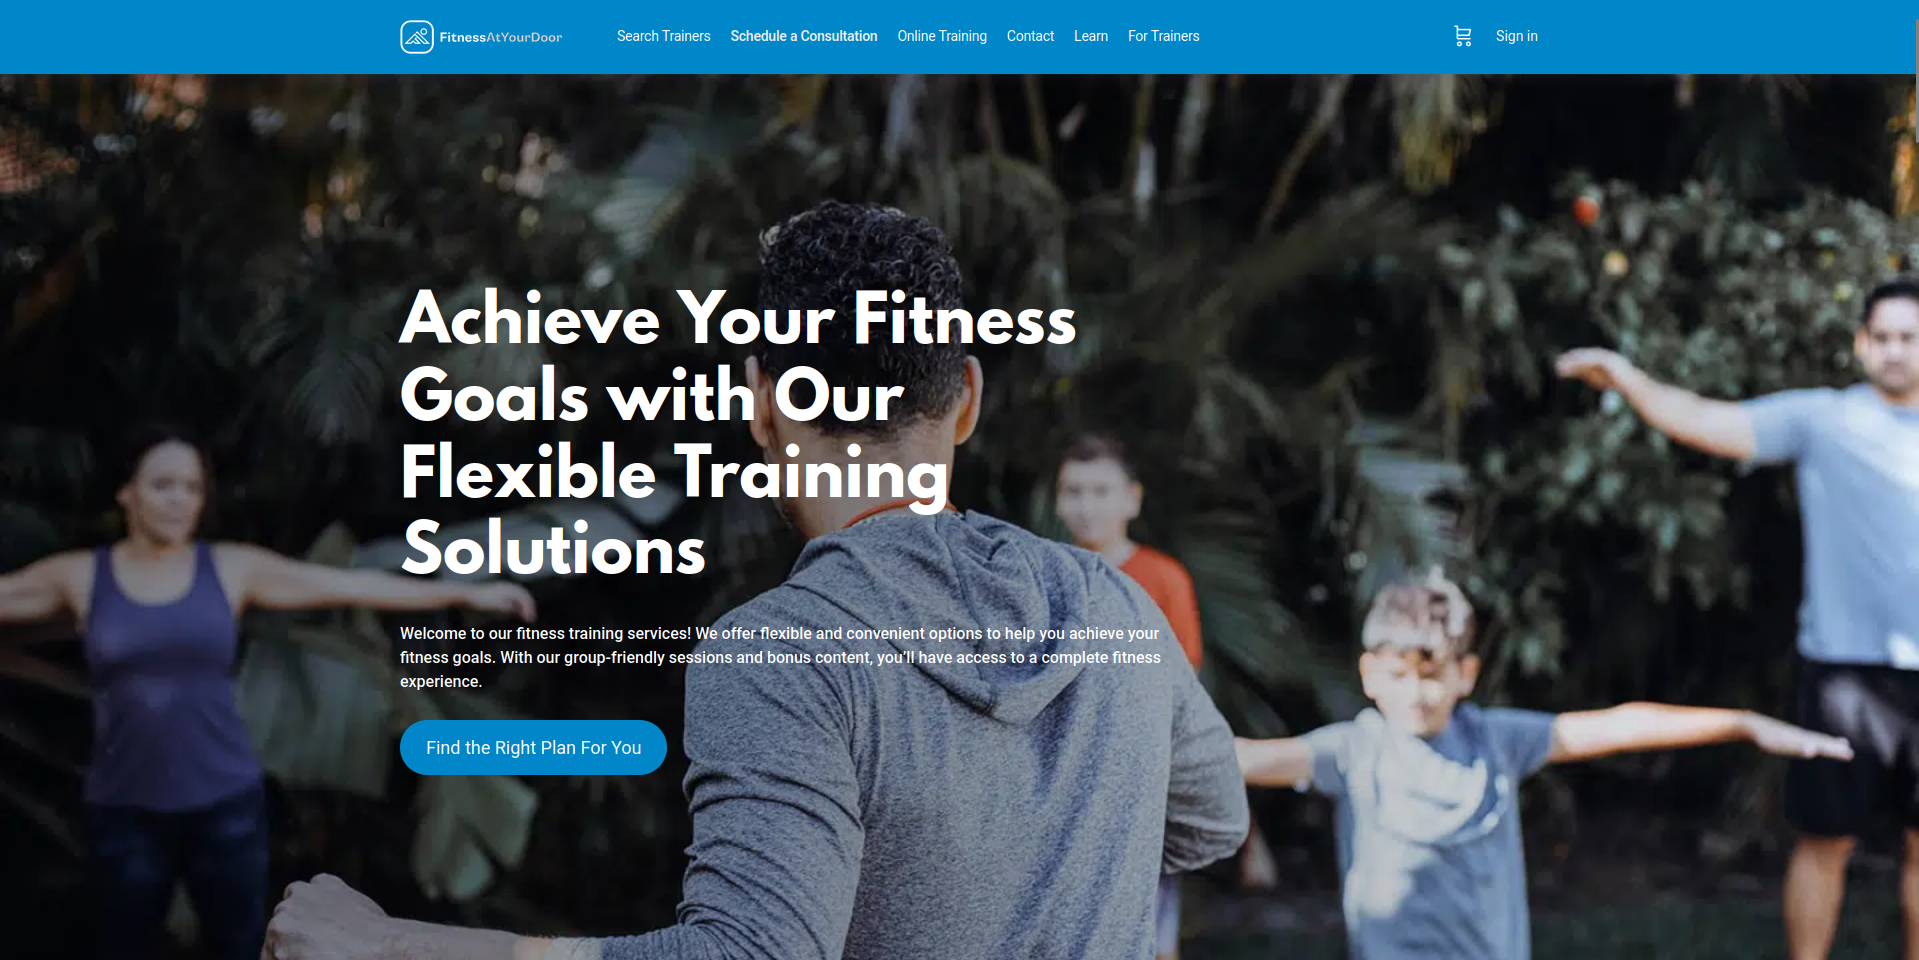 FitnessAtYourDoor
Search Trainers
Schedule a Consultation
Online Training
Contact
Learn
For Trainers
Sign in
Achieve Your Fitness
Goals with Our
Flexible Training
Solutions
Welcome to our fitness training services! We offer flexible and convenient options to help you achieve your
fitness goals. With our group-friendly sessions and bonus content, you'll have access to a complete fitness
experience.
Find the Right Plan For You